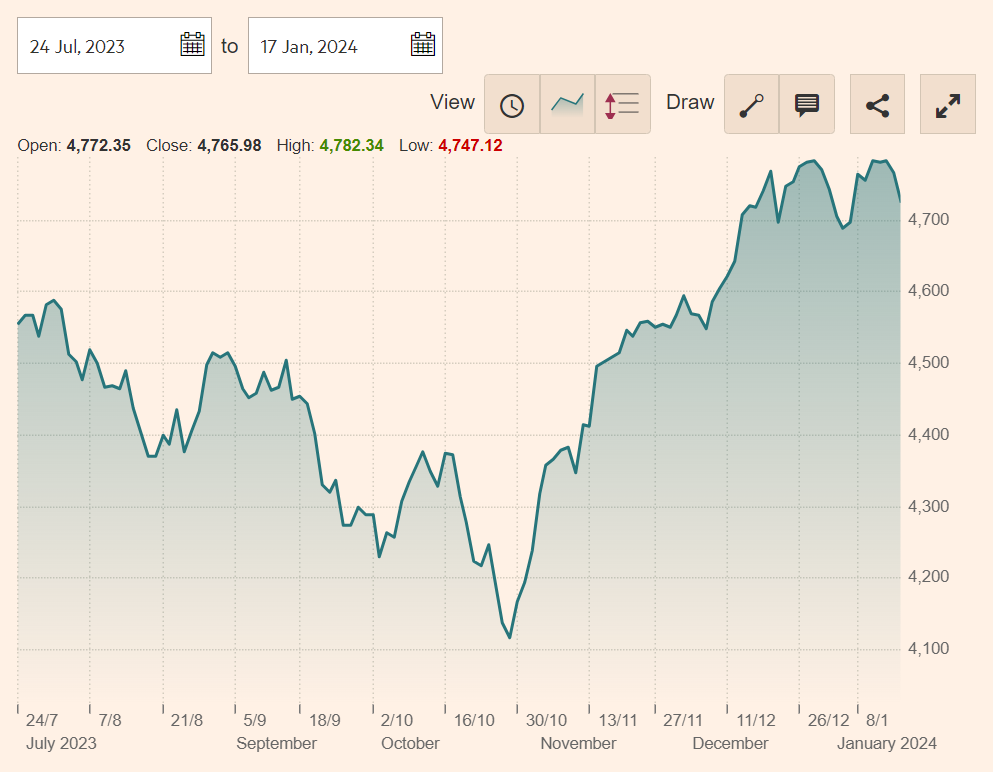 24 Jul, 2023 to 17 Jan, 2024
View Draw
Open: 4,772.35 Close: 4,765.98 High: 4,782.34 Low: 4,747.12
4,700
4,600
4,500
4,400
4,300
4,200
4,100
24/7 7/8 21/8 5/9 18/9 2/10 16/10 30/10 13/11 27/11 11/12 26/12 8/1
July 2023 September October November December January 2024